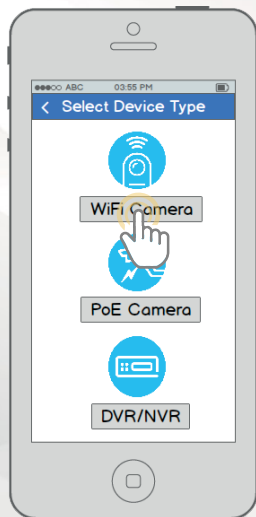 ABC 03:55 PM
< Select Device Type
WiFi Camera
PoE Camera
DVR/NVR